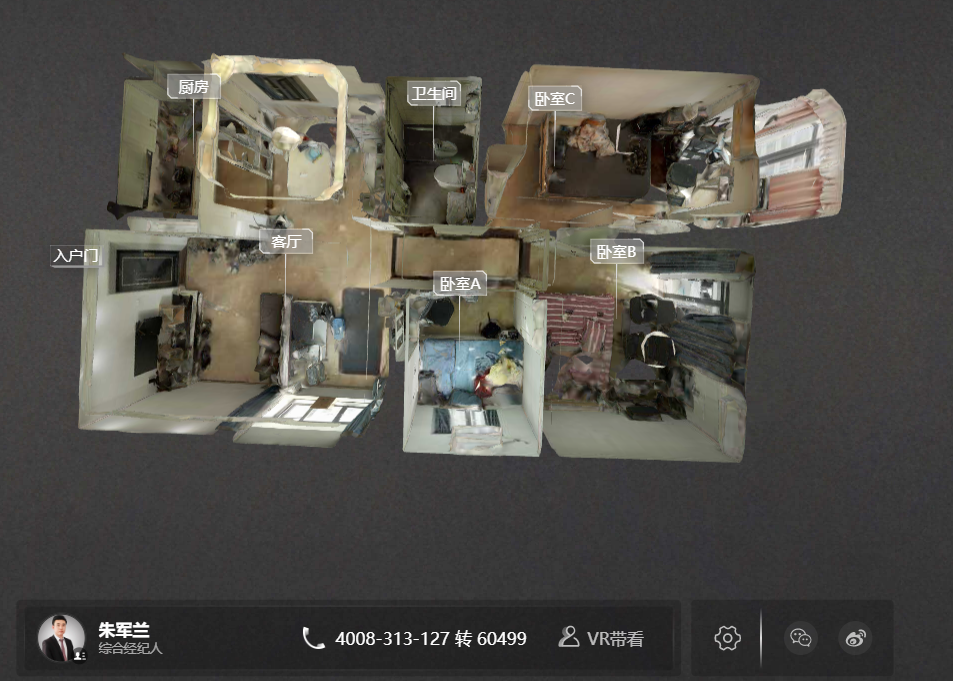 厨房
卫生间
卧室C
客厅
入户门
卧室B
卧室A
朱军兰
综合经纪人
4008-313-127 转 60499
VR带看